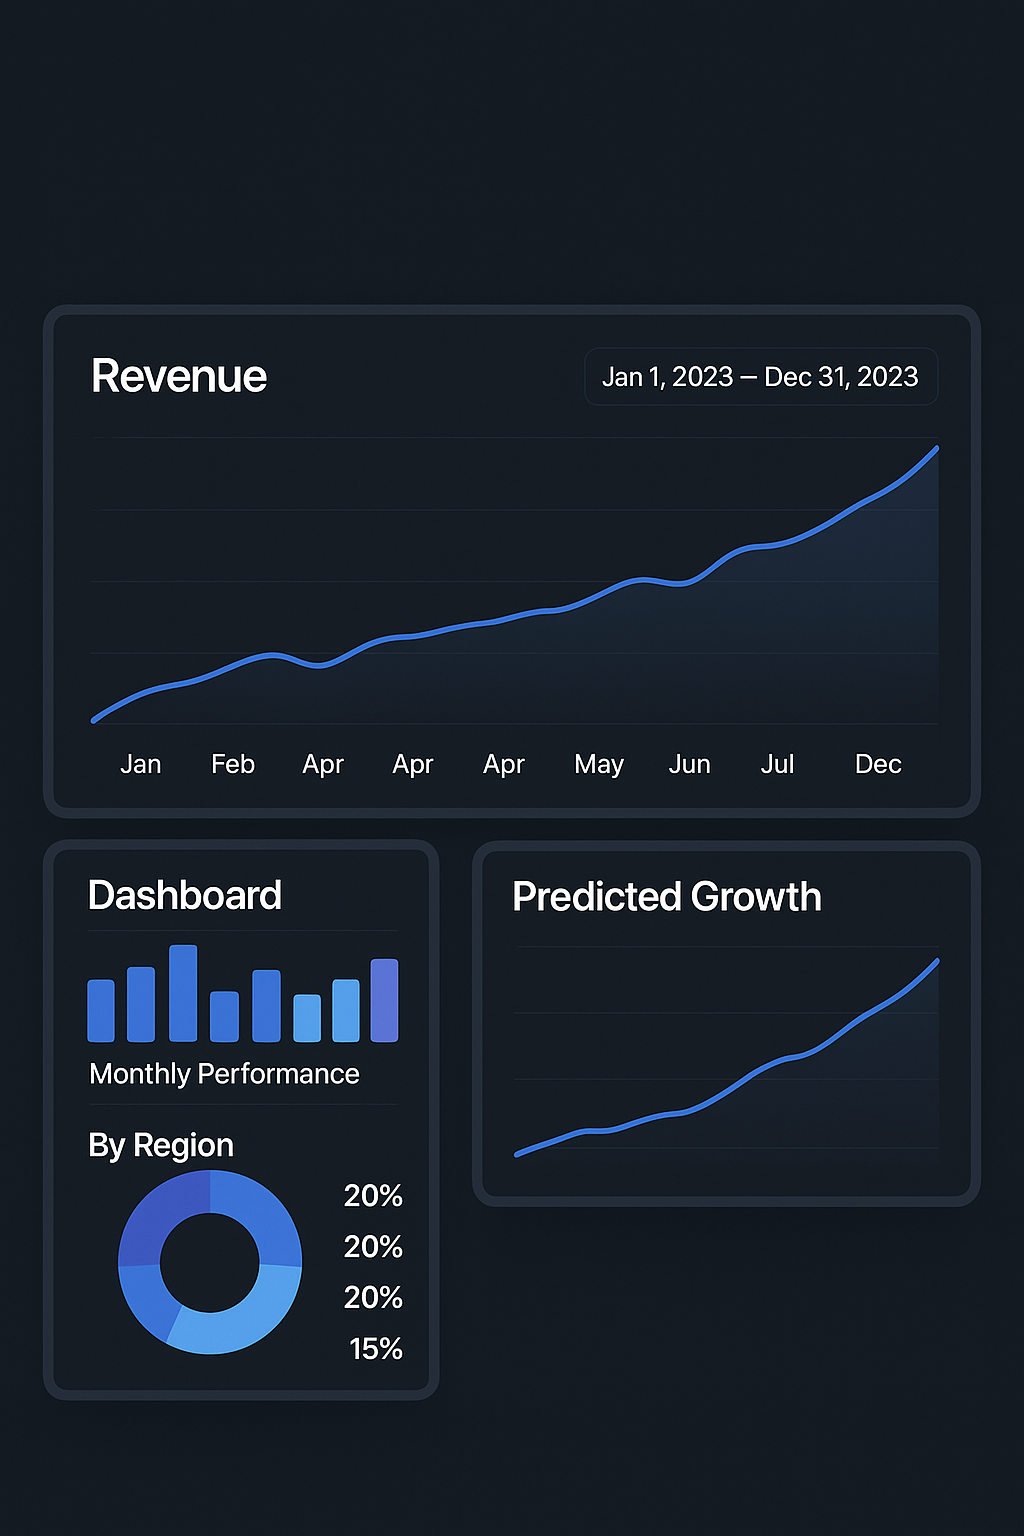 Revenue
Jan 1, 2023 – Dec 31, 2023
Jan Feb Apr Apr Apr May Jun Jul Dec
Dashboard
Monthly Performance
By Region
20%
20%
20%
15%
Predicted Growth